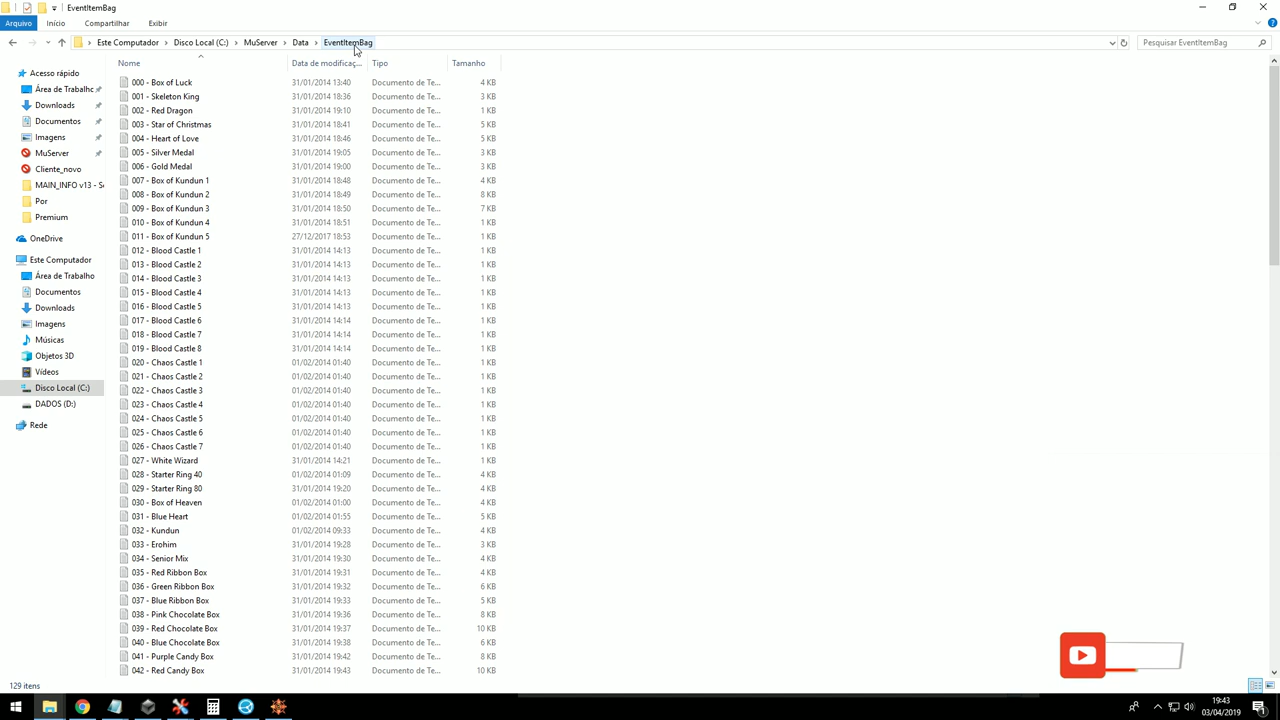 EventItemBag
Arquivo Início Compartilhar Exibir
Este Computador Disco Local (C:) MuServer Data EventItemBag Pesquisar EventItemBag
Nome Data de modificaç... Tipo Tamanho
Acesso rápido
Área de Trabalhc
Downloads
Documentos
Imagens
MuServer
Cliente_novo
MAIN_INFO v13 - Se
Por
Premium
OneDrive
Este Computador
Área de Trabalho
Documentos
Downloads
Imagens
Músicas
Objetos 3D
Vídeos
Disco Local (C:)
DADOS (D:)
Rede
000 - Box of Luck 31/01/2014 13:40 Documento de Te... 4 KB
001 - Skeleton King 31/01/2014 18:36 Documento de Te... 3 KB
002 - Red Dragon 31/01/2014 19:10 Documento de Te... 1 KB
003 - Star of Christmas 31/01/2014 18:41 Documento de Te... 5 KB
004 - Heart of Love 31/01/2014 18:46 Documento de Te... 5 KB
005 - Silver Medal 31/01/2014 19:05 Documento de Te... 3 KB
006 - Gold Medal 31/01/2014 19:00 Documento de Te... 3 KB
007 - Box of Kundun 1 31/01/2014 18:48 Documento de Te... 4 KB
008 - Box of Kundun 2 31/01/2014 18:49 Documento de Te... 8 KB
009 - Box of Kundun 3 31/01/2014 18:50 Documento de Te... 7 KB
010 - Box of Kundun 4 31/01/2014 18:51 Documento de Te... 1 KB
011 - Box of Kundun 5 27/12/2017 18:53 Documento de Te... 1 KB
012 - Blood Castle 1 31/01/2014 14:13 Documento de Te... 1 KB
013 - Blood Castle 2 31/01/2014 14:13 Documento de Te... 1 KB
014 - Blood Castle 3 31/01/2014 14:13 Documento de Te... 1 KB
015 - Blood Castle 4 31/01/2014 14:13 Documento de Te... 1 KB
016 - Blood Castle 5 31/01/2014 14:13 Documento de Te... 1 KB
017 - Blood Castle 6 31/01/2014 14:14 Documento de Te... 1 KB
018 - Blood Castle 7 31/01/2014 14:14 Documento de Te... 1 KB
019 - Blood Castle 8 31/01/2014 14:14 Documento de Te... 1 KB
020 - Chaos Castle 1 01/02/2014 01:40 Documento de Te... 1 KB
021 - Chaos Castle 2 01/02/2014 01:40 Documento de Te... 1 KB
022 - Chaos Castle 3 01/02/2014 01:40 Documento de Te... 1 KB
023 - Chaos Castle 4 01/02/2014 01:40 Documento de Te... 1 KB
024 - Chaos Castle 5 01/02/2014 01:40 Documento de Te... 1 KB
025 - Chaos Castle 6 01/02/2014 01:40 Documento de Te... 1 KB
026 - Chaos Castle 7 01/02/2014 01:40 Documento de Te... 1 KB
027 - White Wizard 31/01/2014 14:21 Documento de Te... 1 KB
028 - Starter Ring 40 01/02/2014 01:09 Documento de Te... 4 KB
029 - Starter Ring 80 31/01/2014 19:20 Documento de Te... 4 KB
030 - Box of Heaven 01/02/2014 01:00 Documento de Te... 4 KB
031 - Blue Heart 01/02/2014 01:55 Documento de Te... 5 KB
032 - Kundun 01/02/2014 09:33 Documento de Te... 4 KB
033 - Erohim 31/01/2014 19:28 Documento de Te... 3 KB
034 - Senior Mix 31/01/2014 19:30 Documento de Te... 4 KB
035 - Red Ribbon Box 31/01/2014 19:31 Documento de Te... 4 KB
036 - Green Ribbon Box 31/01/2014 19:32 Documento de Te... 6 KB
037 - Blue Ribbon Box 31/01/2014 19:33 Documento de Te... 5 KB
038 - Pink Chocolate Box 31/01/2014 19:36 Documento de Te... 8 KB
039 - Red Chocolate Box 31/01/2014 19:37 Documento de Te... 10 KB
040 - Blue Chocolate Box 31/01/2014 19:38 Documento de Te... 6 KB
041 - Purple Candy Box 31/01/2014 19:42 Documento de Te... 8 KB
042 - Red Candy Box 31/01/2014 19:43 Documento de Te... 10 KB
129 itens
19:43
03/04/2019